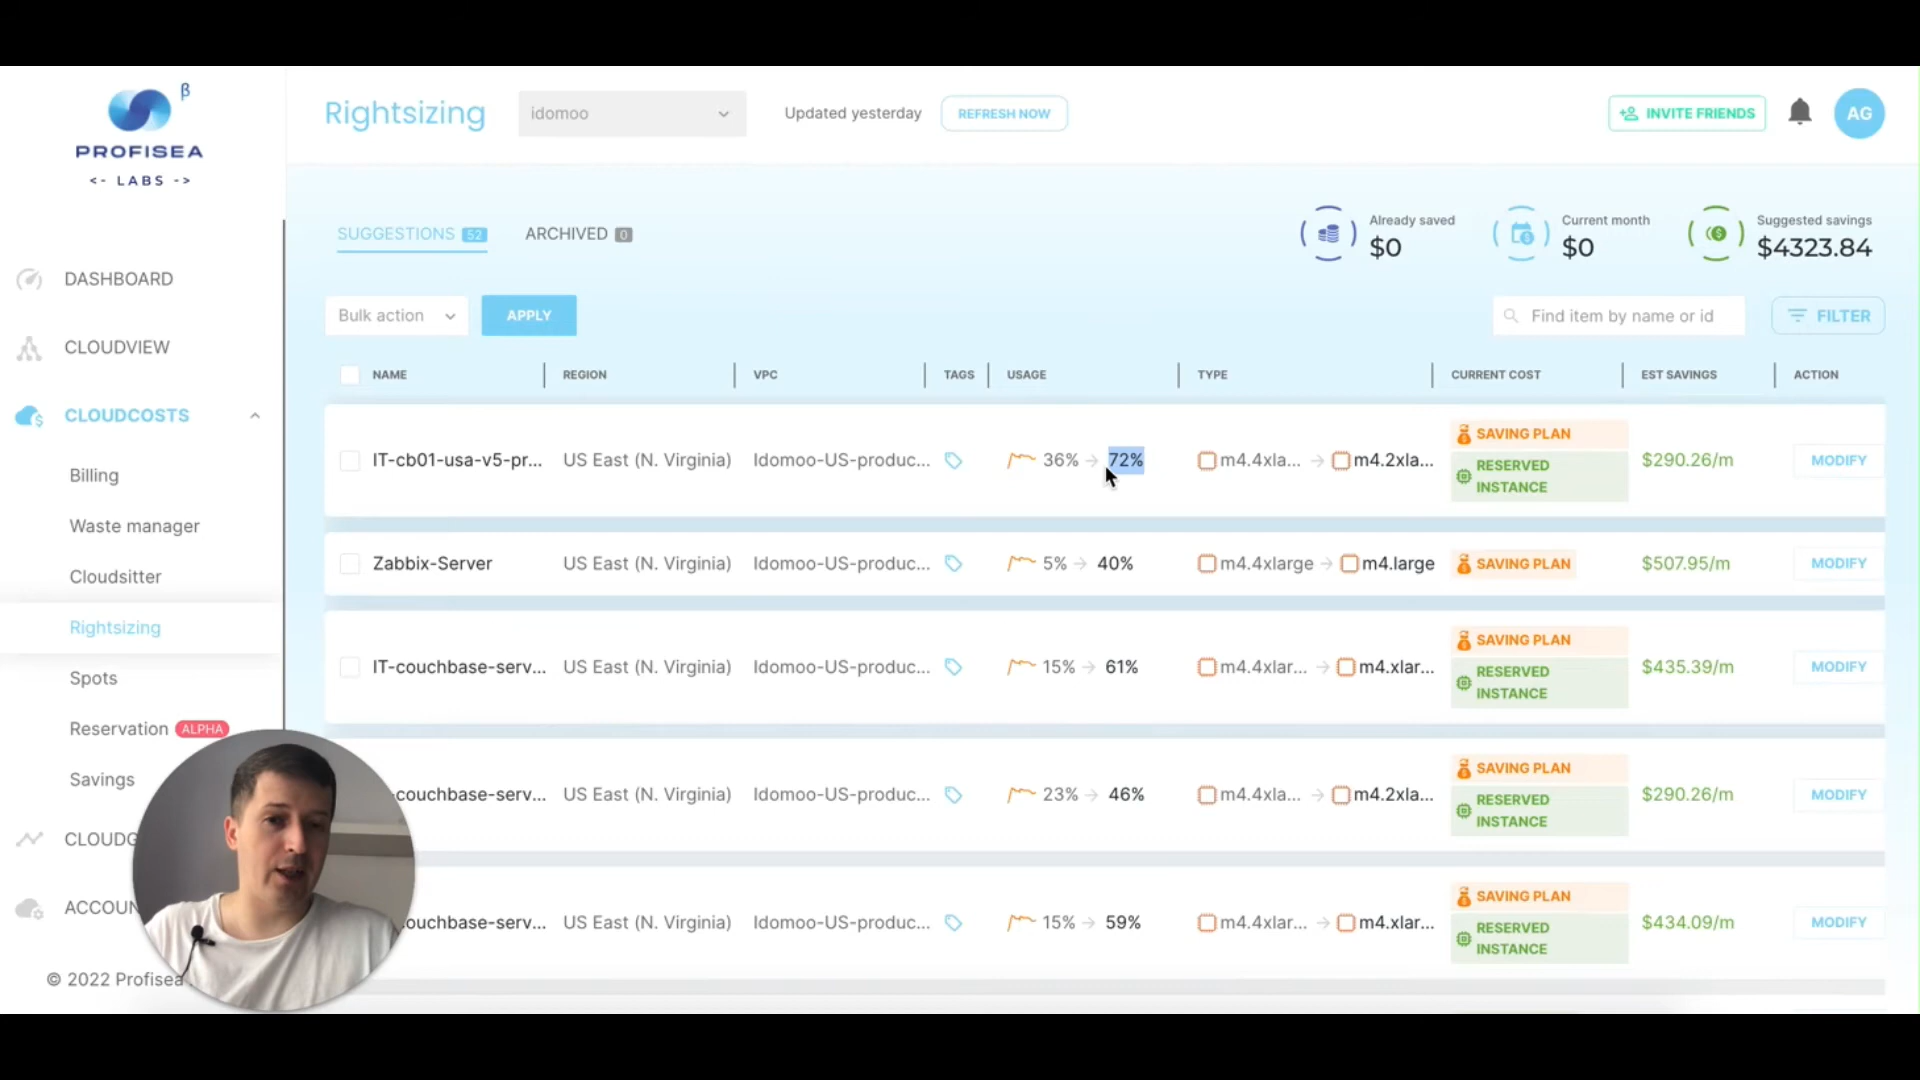 β
PROFISEA
<- LABS ->
Rightsizing
idomoo
Updated yesterday
REFRESH NOW
INVITE FRIENDS
AG
SUGGESTIONS 52
ARCHIVED 0
Already saved
$0
Current month
$0
Suggested savings
$4323.84
DASHBOARD
CLOUDVIEW
CLOUDCOSTS
Billing
Waste manager
Cloudsitter
Rightsizing
Spots
Reservation ALPHA
Savings
CLOUDG
ACCOUN
© 2022 Profisea
Bulk action
APPLY
Find item by name or id
FILTER
NAME REGION VPC TAGS USAGE TYPE CURRENT COST EST SAVINGS ACTION
IT-cb01-usa-v5-pr... US East (N. Virginia) Idomoo-US-produc... 36% → 72% m4.4xla... → m4.2xla... SAVING PLAN
RESERVED
INSTANCE
$290.26/m MODIFY
Zabbix-Server US East (N. Virginia) Idomoo-US-produc... 5% → 40% m4.4xlarge → m4.large SAVING PLAN $507.95/m MODIFY
IT-couchbase-serv... US East (N. Virginia) Idomoo-US-produc... 15% → 61% m4.4xlar... → m4.xlar... SAVING PLAN
RESERVED
INSTANCE
$435.39/m MODIFY
-couchbase-serv... US East (N. Virginia) Idomoo-US-produc... 23% → 46% m4.4xla... → m4.2xla... SAVING PLAN
RESERVED
INSTANCE
$290.26/m MODIFY
couchbase-serv... US East (N. Virginia) Idomoo-US-produc... 15% → 59% m4.4xlar... → m4.xlar... SAVING PLAN
RESERVED
INSTANCE
$434.09/m MODIFY